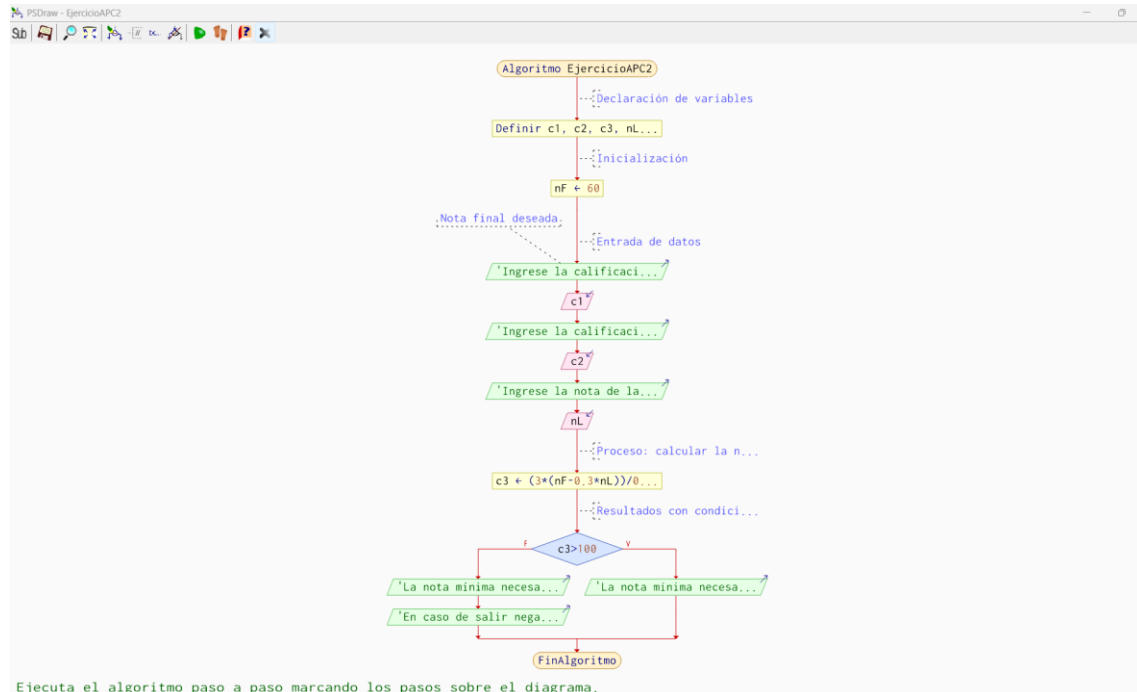 PSDraw - EjercicioAPC2
Sub
Algoritmo EjercicioAPC2
Declaración de variables
Definir c1, c2, c3, nL...
Inicialización
nF ← 60
.Nota final deseada.
Entrada de datos
'Ingrese la calificaci...
c1
'Ingrese la calificaci...
c2
'Ingrese la nota de la...
nL
Proceso: calcular la n...
c3 ← (3*(nF-0.3*nL))/0...
Resultados con condici...
F
c3>100
V
'La nota mínima necesa...
'La nota mínima necesa...
'En caso de salir nega...
FinAlgoritmo
Ejecuta el algoritmo paso a paso marcando los pasos sobre el diagrama.